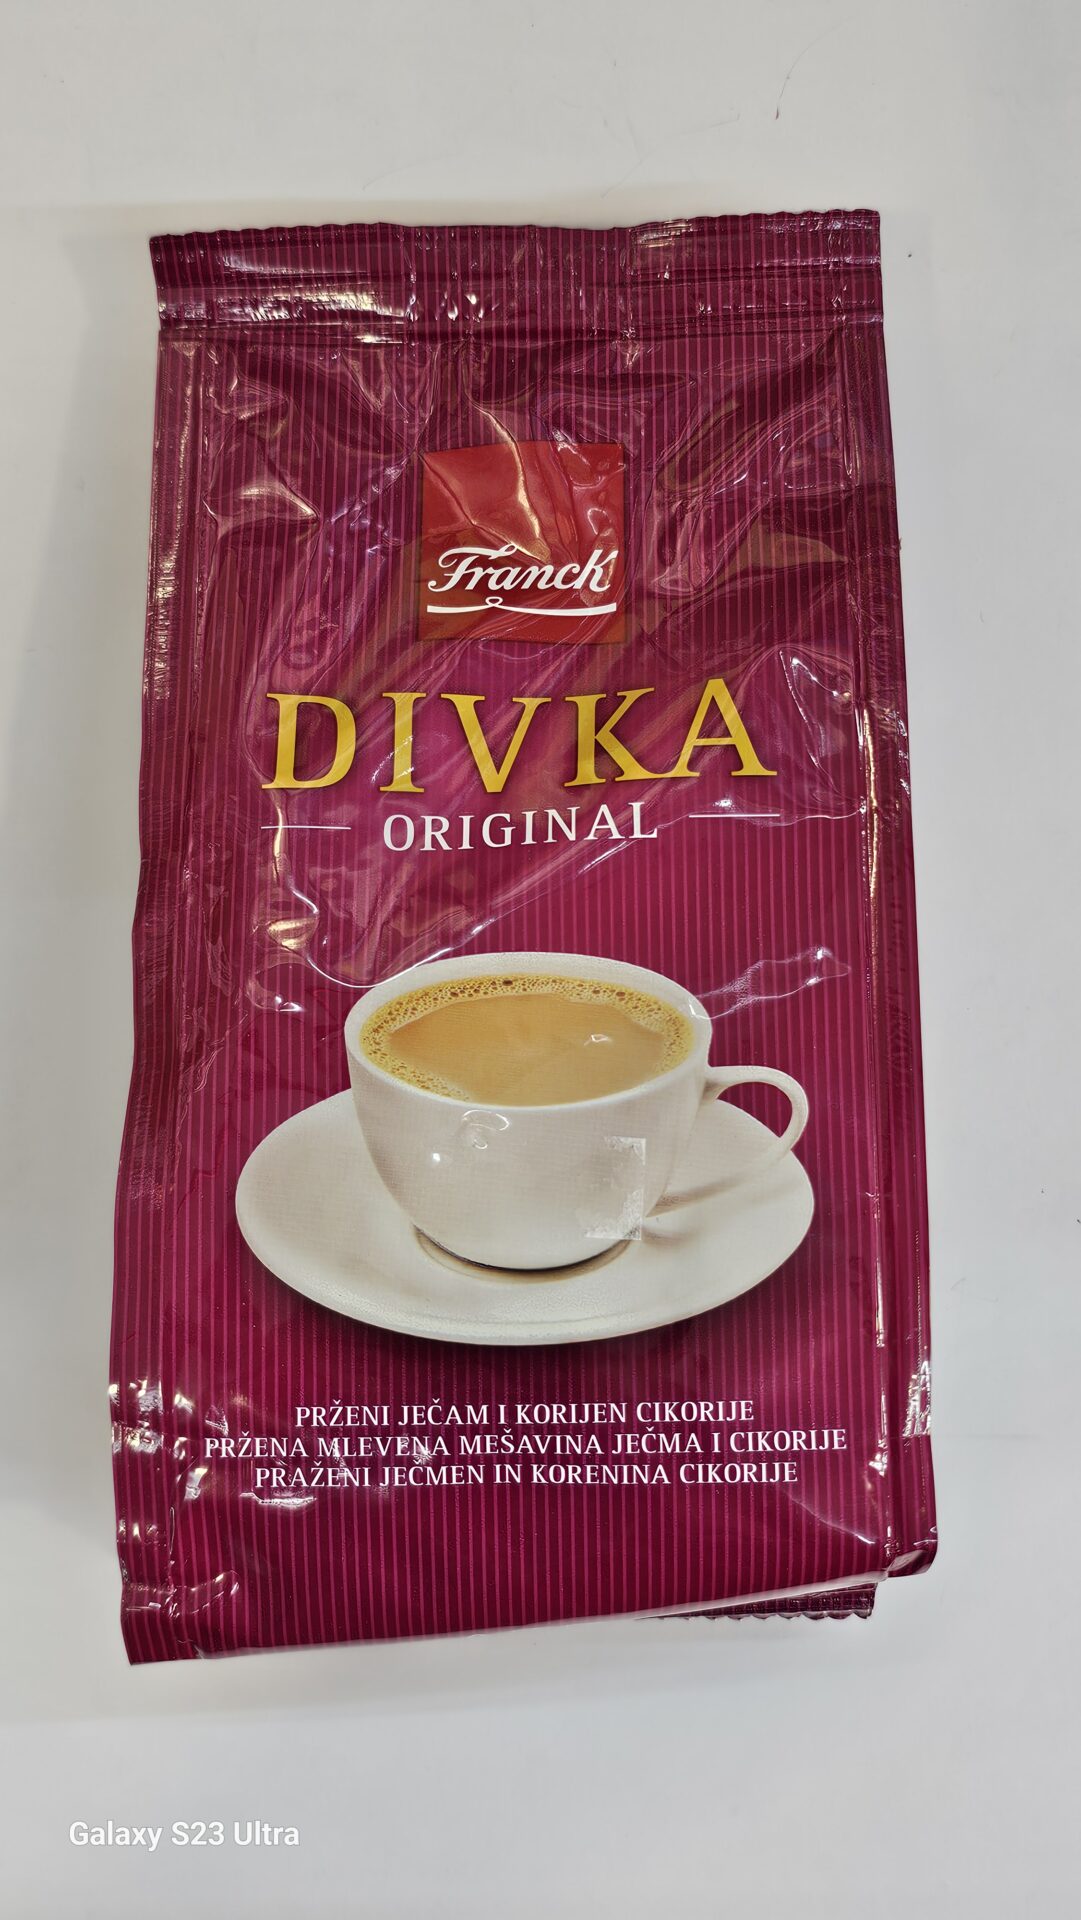 Franck
DIVKA
ORIGINAL
PRŽENI JEČAM I KORIJEN CIKORIJE
PRŽENA MLEVENA MEŠAVINA JEČMA I CIKORIJE
PRAŽENI JEČMEN IN KORENINA CIKORIJE
Galaxy S23 Ultra